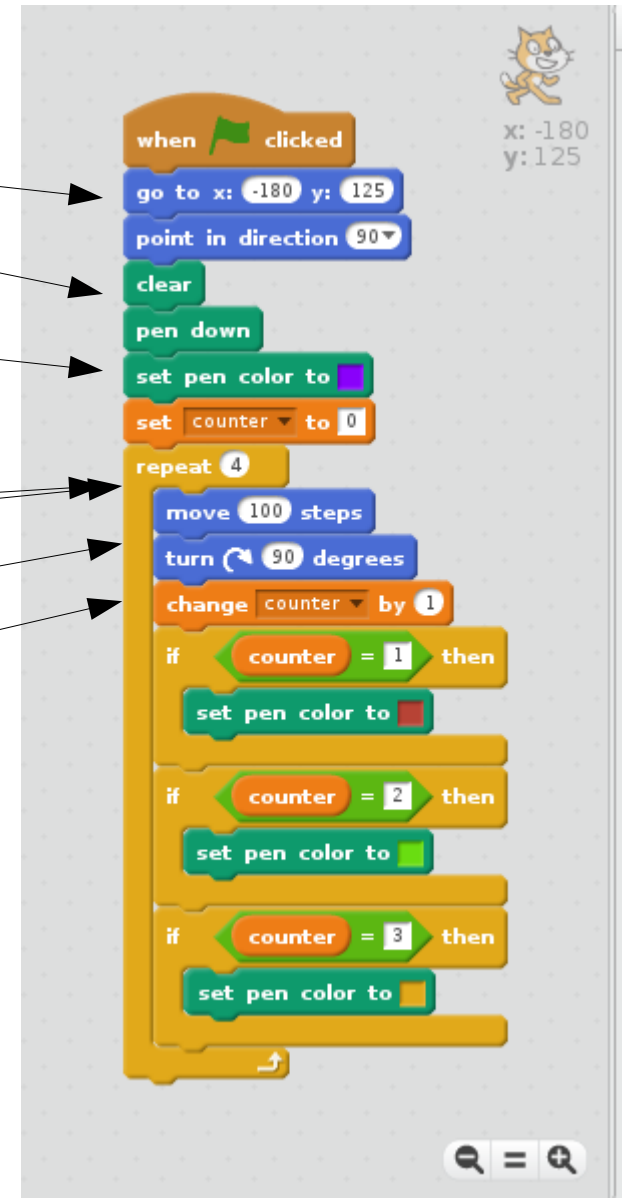 when clicked
x: -180
y: 125
go to x: -180 y: 125
point in direction 90
clear
pen down
set pen color to
set counter to 0
repeat 4
move 100 steps
turn 90 degrees
change counter by 1
if counter = 1 then
set pen color to
if counter = 2 then
set pen color to
if counter = 3 then
set pen color to